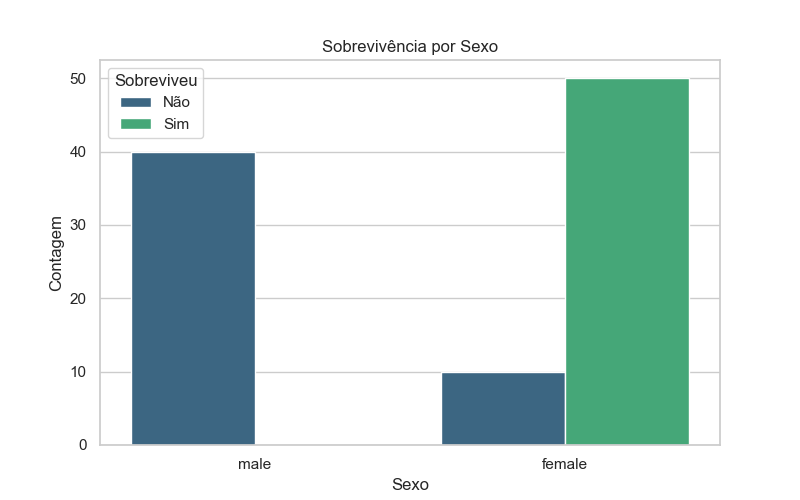 Sobrevivência por Sexo
Sobreviveu
Não
Sim
50
40
30
20
10
0
Contagem
male
female
Sexo